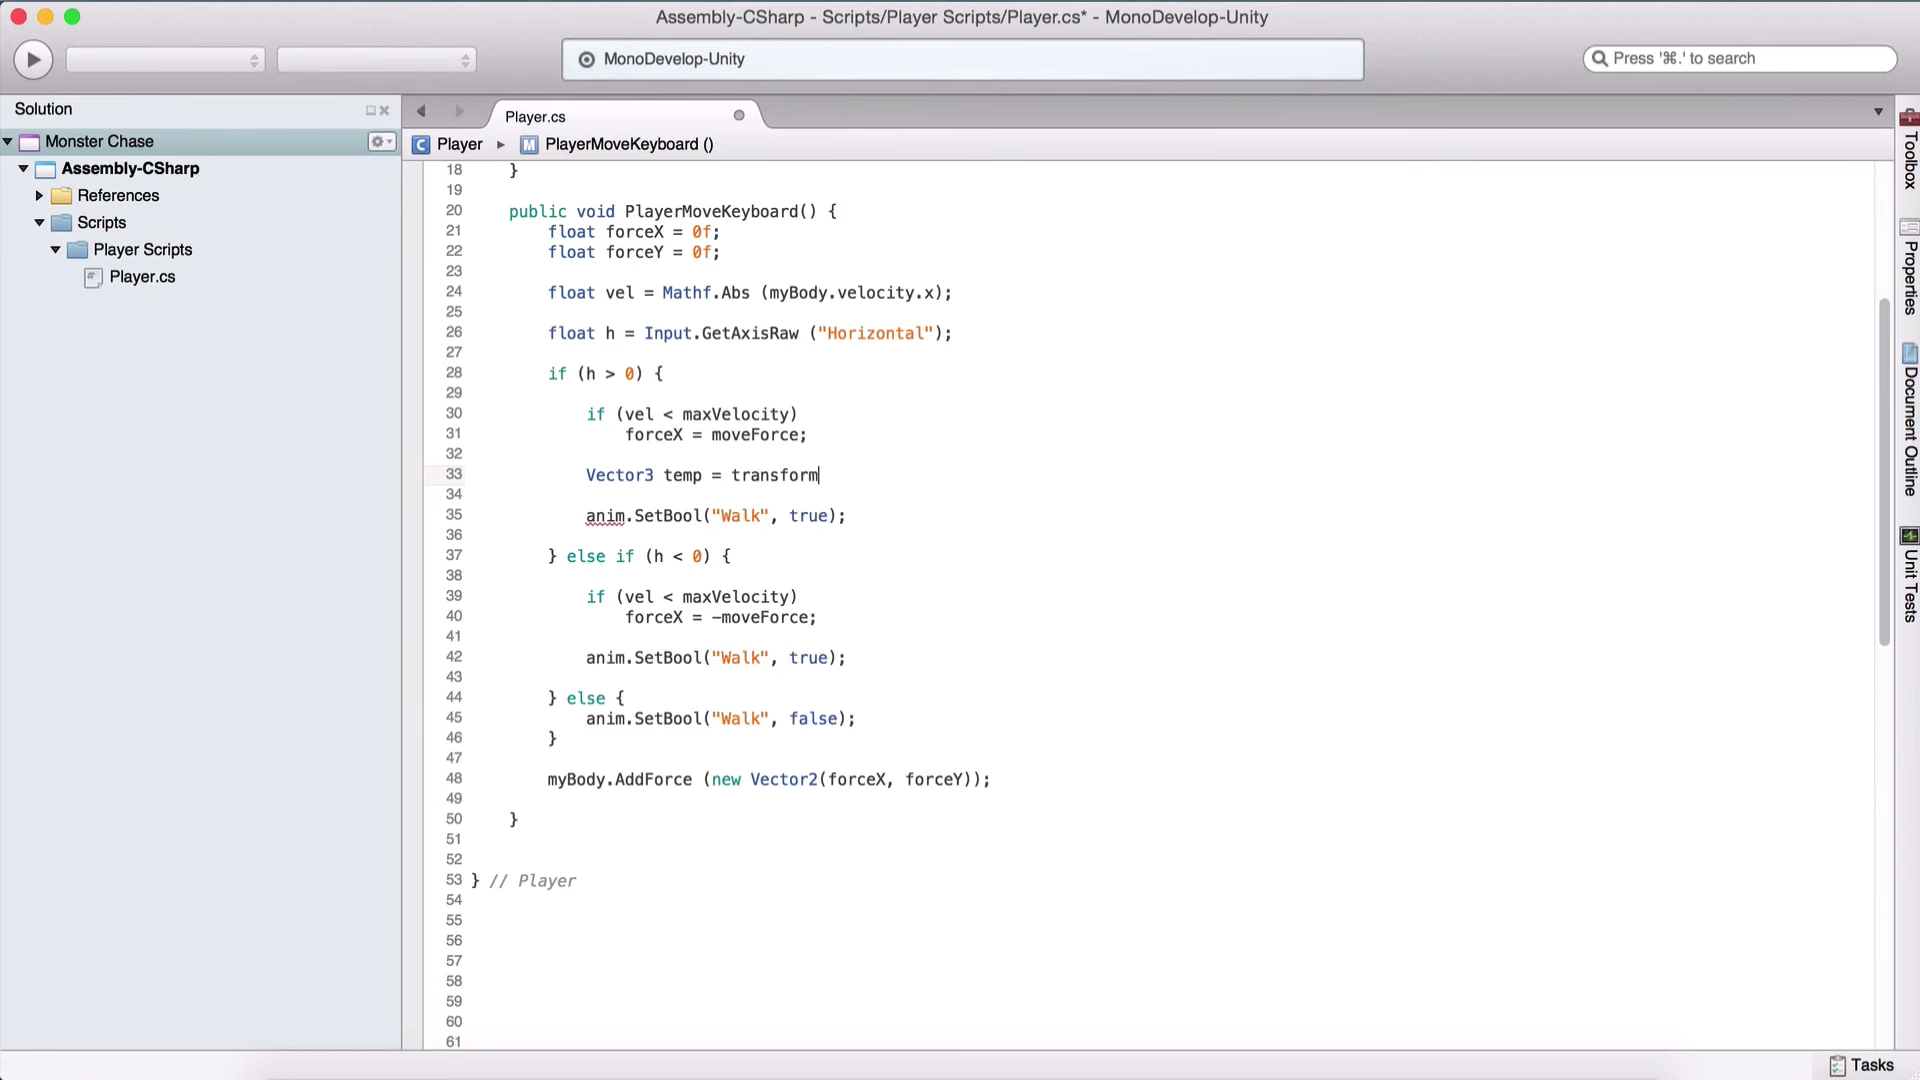 Assembly-CSharp - Scripts/Player Scripts/Player.cs* - MonoDevelop-Unity
MonoDevelop-Unity
Press '⌘.' to search
Solution
Monster Chase
Assembly-CSharp
References
Scripts
Player Scripts
Player.cs
Player.cs
Player ▸ PlayerMoveKeyboard ()
18 }
19
20 public void PlayerMoveKeyboard() {
21 float forceX = 0f;
22 float forceY = 0f;
23
24 float vel = Mathf.Abs (myBody.velocity.x);
25
26 float h = Input.GetAxisRaw ("Horizontal");
27
28 if (h > 0) {
29
30 if (vel < maxVelocity)
31 forceX = moveForce;
32
33 Vector3 temp = transform
34
35 anim.SetBool("Walk", true);
36
37 } else if (h < 0) {
38
39 if (vel < maxVelocity)
40 forceX = -moveForce;
41
42 anim.SetBool("Walk", true);
43
44 } else {
45 anim.SetBool("Walk", false);
46 }
47
48 myBody.AddForce (new Vector2(forceX, forceY));
49
50 }
51
52
53 } // Player
54
55
56
57
58
59
60
61
Toolbox
Properties
Document Outline
Unit Tests
Tasks